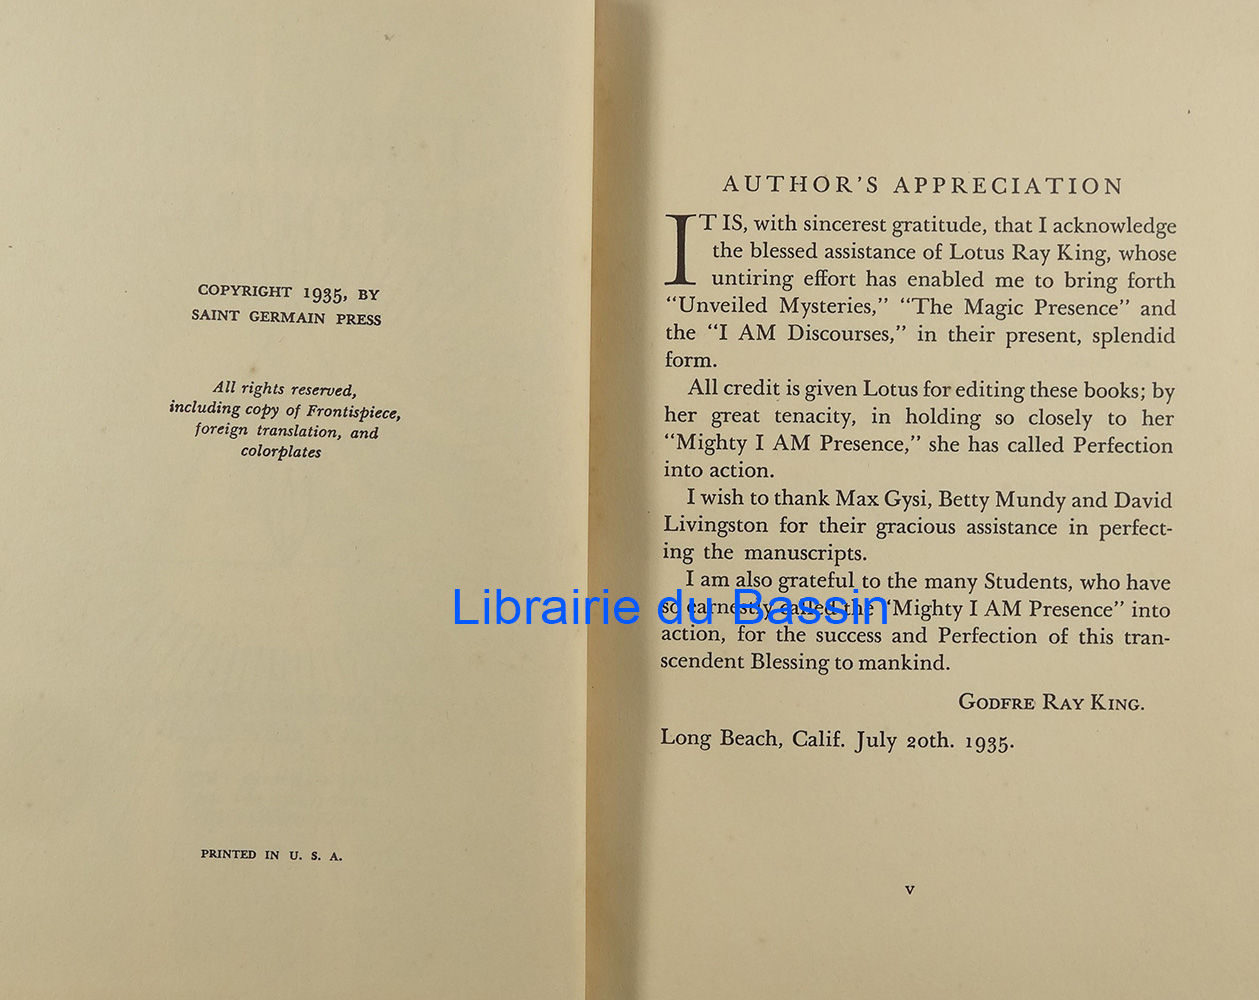 COPYRIGHT 1935, BY
SAINT GERMAIN PRESS
All rights reserved,
including copy of Frontispiece,
foreign translation, and
colorplates
PRINTED IN U. S. A.
AUTHOR'S APPRECIATION
IT IS, with sincerest gratitude, that I acknowledge
the blessed assistance of Lotus Ray King, whose
untiring effort has enabled me to bring forth
"Unveiled Mysteries," "The Magic Presence" and
the "I AM Discourses," in their present, splendid
form.
All credit is given Lotus for editing these books; by
her great tenacity, in holding so closely to her
"Mighty I AM Presence," she has called Perfection
into action.
I wish to thank Max Gysi, Betty Mundy and David
Livingston for their gracious assistance in perfect-
ing the manuscripts.
I am also grateful to the many Students, who have
so earnestly called the "Mighty I AM Presence" into
action, for the success and Perfection of this tran-
scendent Blessing to mankind.
GODFRE RAY KING.
Long Beach, Calif. July 20th. 1935.
v
Librairie du Bassin